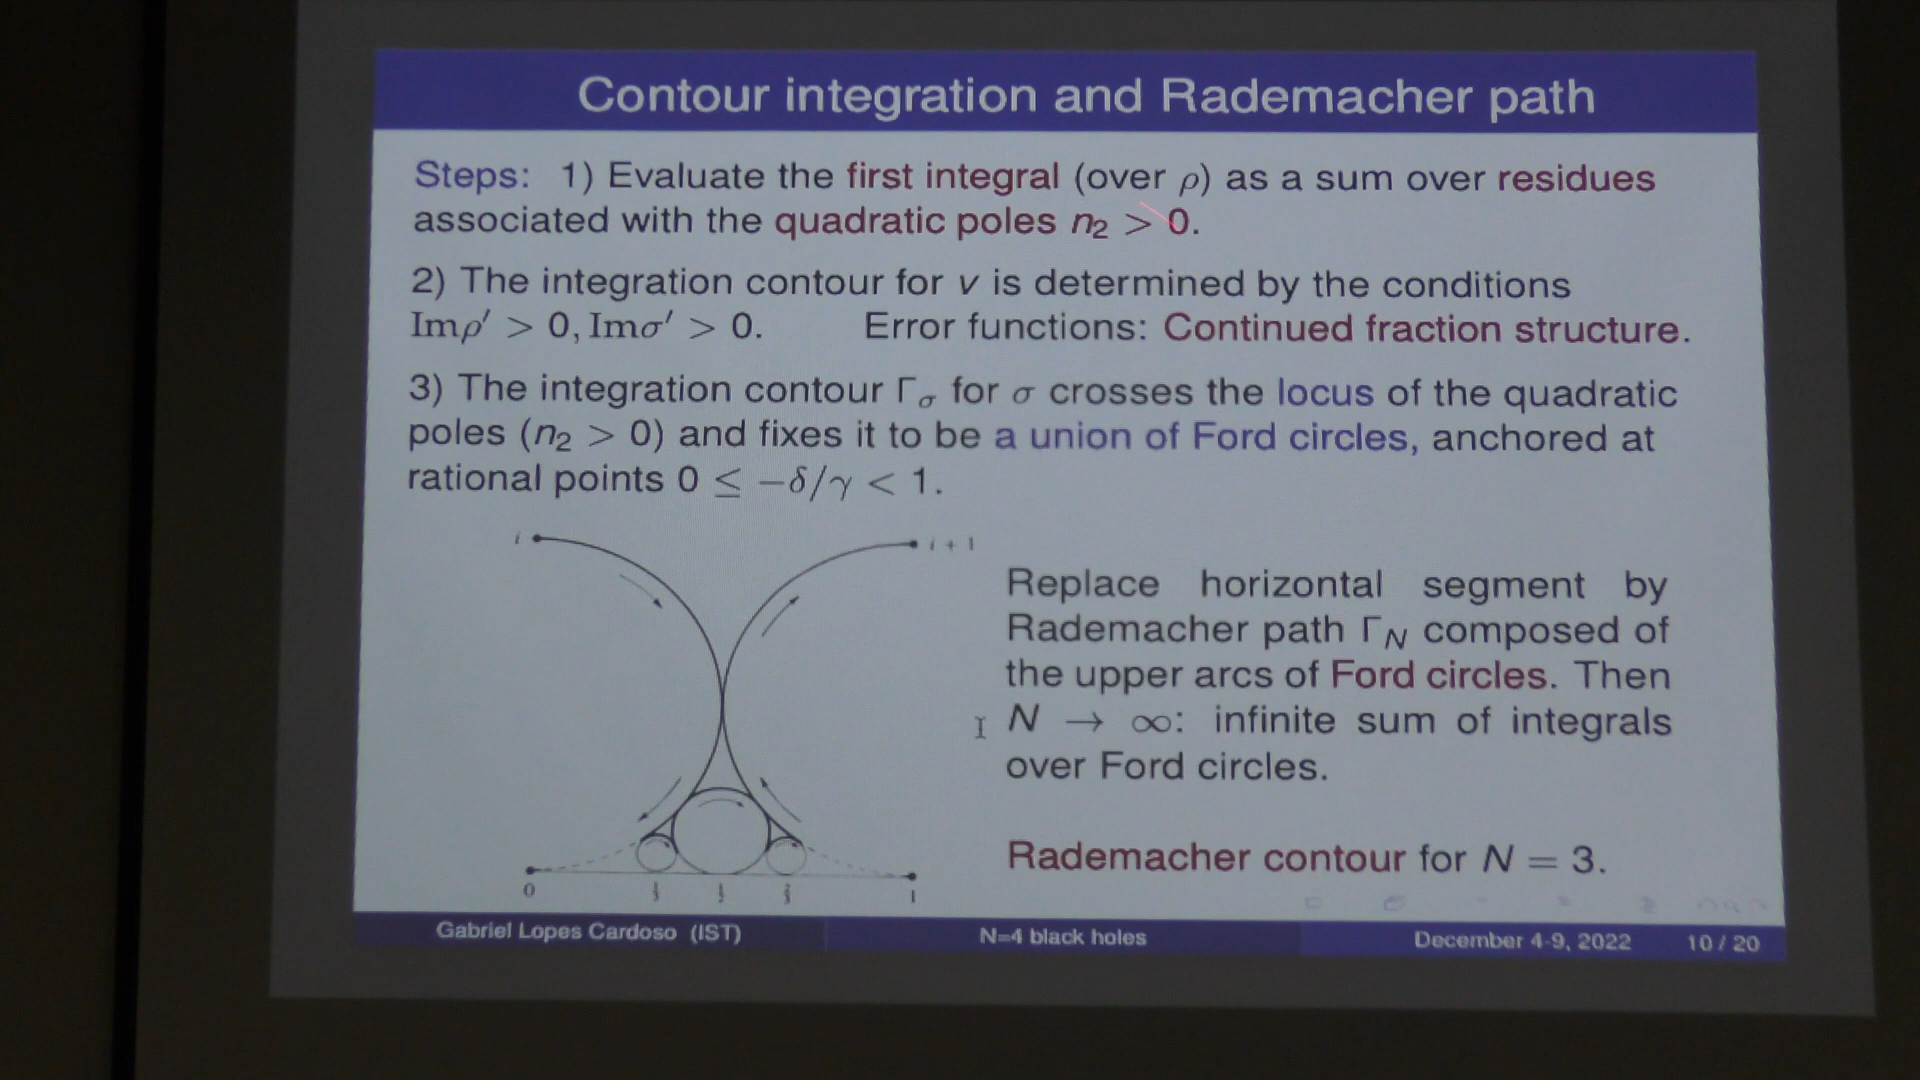 Contour integration and Rademacher path
Steps: 1) Evaluate the first integral (over ρ) as a sum over residues
associated with the quadratic poles n₂ > 0.
2) The integration contour for v is determined by the conditions
Imρ′ > 0, Imσ′ > 0. Error functions: Continued fraction structure.
3) The integration contour Γσ for σ crosses the locus of the quadratic
poles (n₂ > 0) and fixes it to be a union of Ford circles, anchored at
rational points 0 ≤ −δ/γ < 1.
i
i + 1
Replace horizontal segment by
Rademacher path Γ_N composed of
the upper arcs of Ford circles. Then
N → ∞: infinite sum of integrals
over Ford circles.
Rademacher contour for N = 3.
0
1
Gabriel Lopes Cardoso (IST)
N=4 black holes
December 4-9, 2022
10 / 20